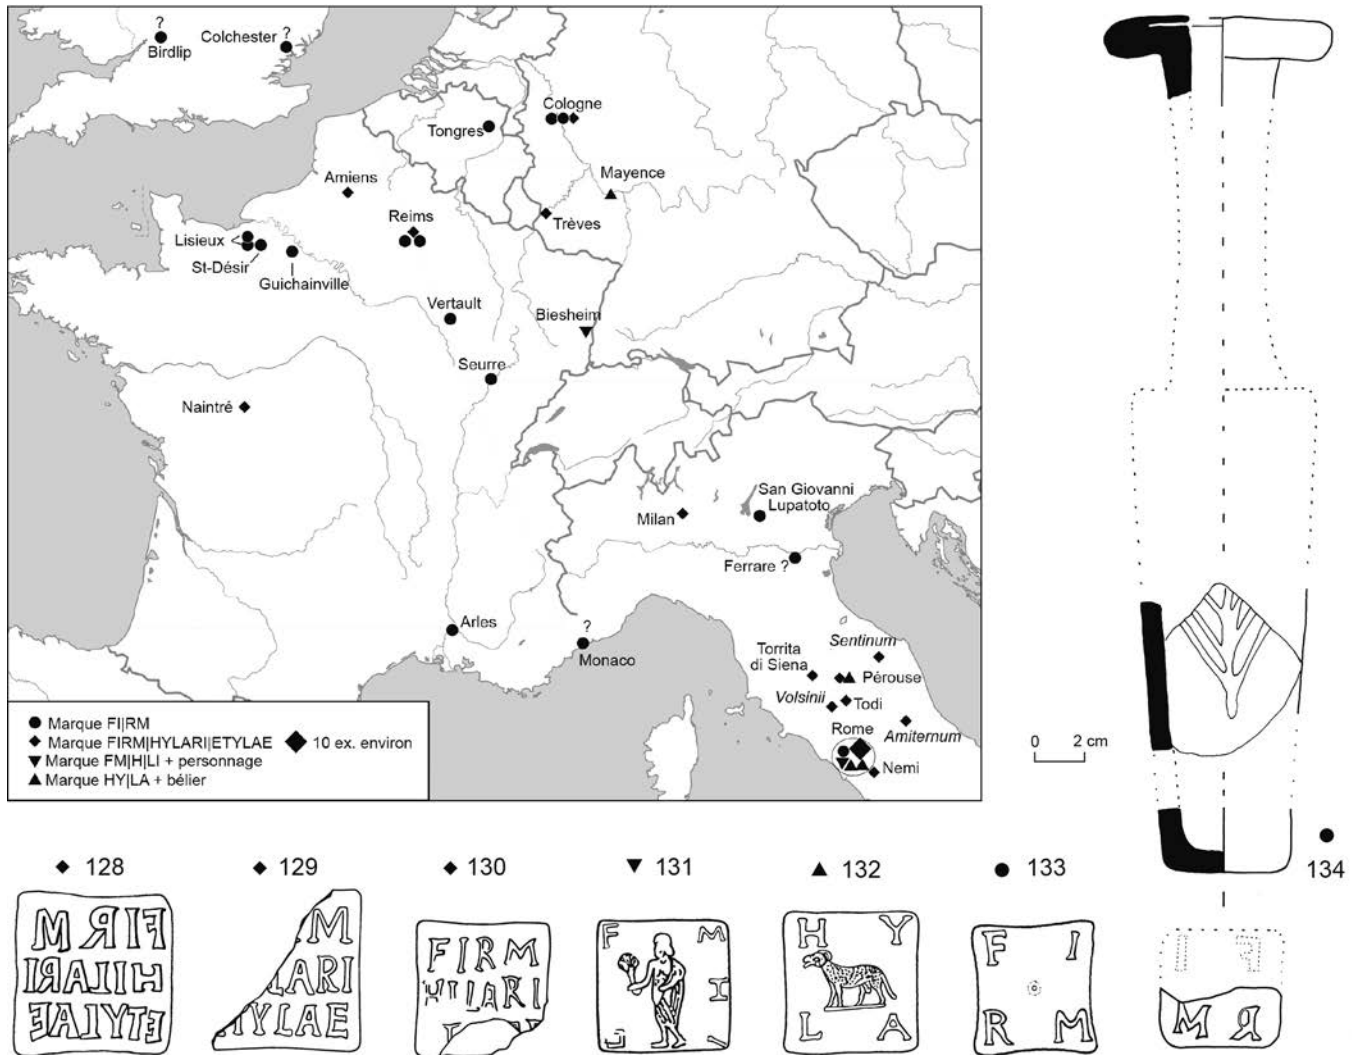 ?
Birdlip
Colchester ?
Cologne
Tongres
Amiens
Mayence
Reims
Trèves
Lisieux
St-Désir
Guichainville
Vertault
Biesheim
Seurre
Naintré
San Giovanni
Lupatoto
Milan
Ferrare ?
Arles
?
Monaco
Sentinum
Torrita
di Siena
Pérouse
Volsinii
Todi
Amiternum
Rome
Nemi
Marque FI|RM
Marque FIRM|HYLARI|ETYLAE
10 ex. environ
Marque FM|H|LI + personnage
Marque HY|LA + bélier
0 2 cm
128
129
130
131
132
133
134
FIRM
HILARI
ETYLAE
M
LARI
HYLAE
FIRM
HILARI
F M
H Y
L A
F I
R M
F I
R M